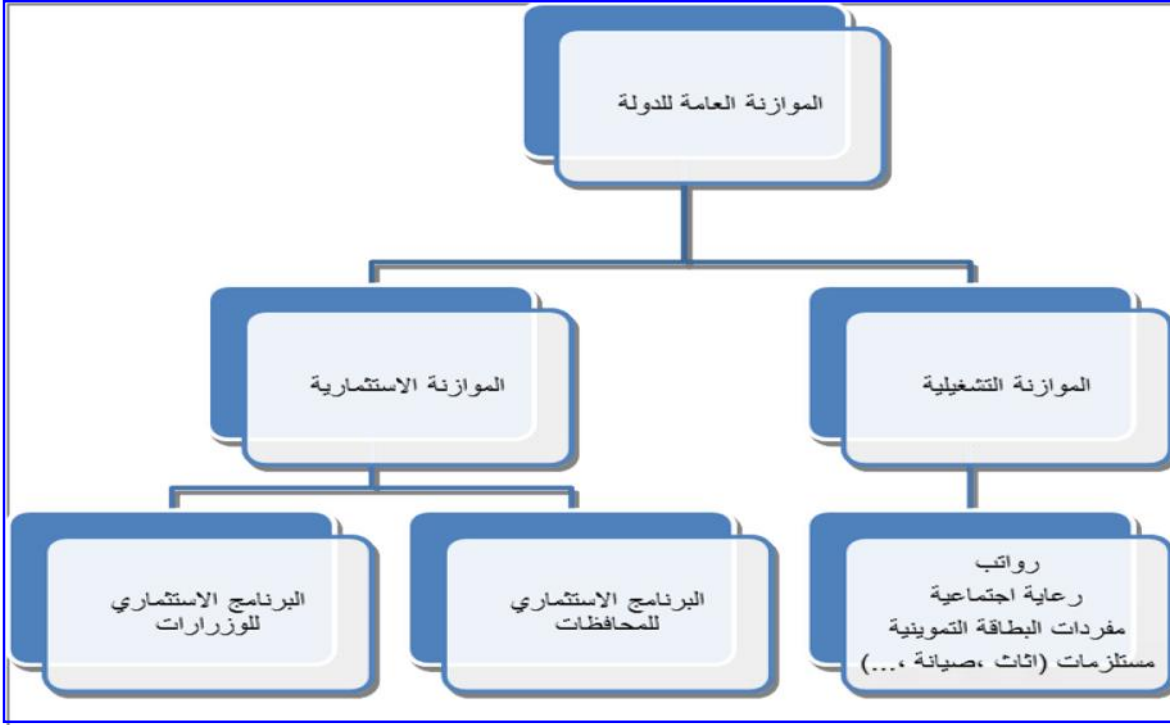 الموازنة العامة للدولة
الموازنة التشغيلية
الموازنة الاستثمارية
رواتب
رعاية اجتماعية
مفردات البطاقة التموينية
مستلزمات (اثاث ،صيانة ،...)
البرنامج الاستثماري
للمحافظات
البرنامج الاستثماري
للوزرارات